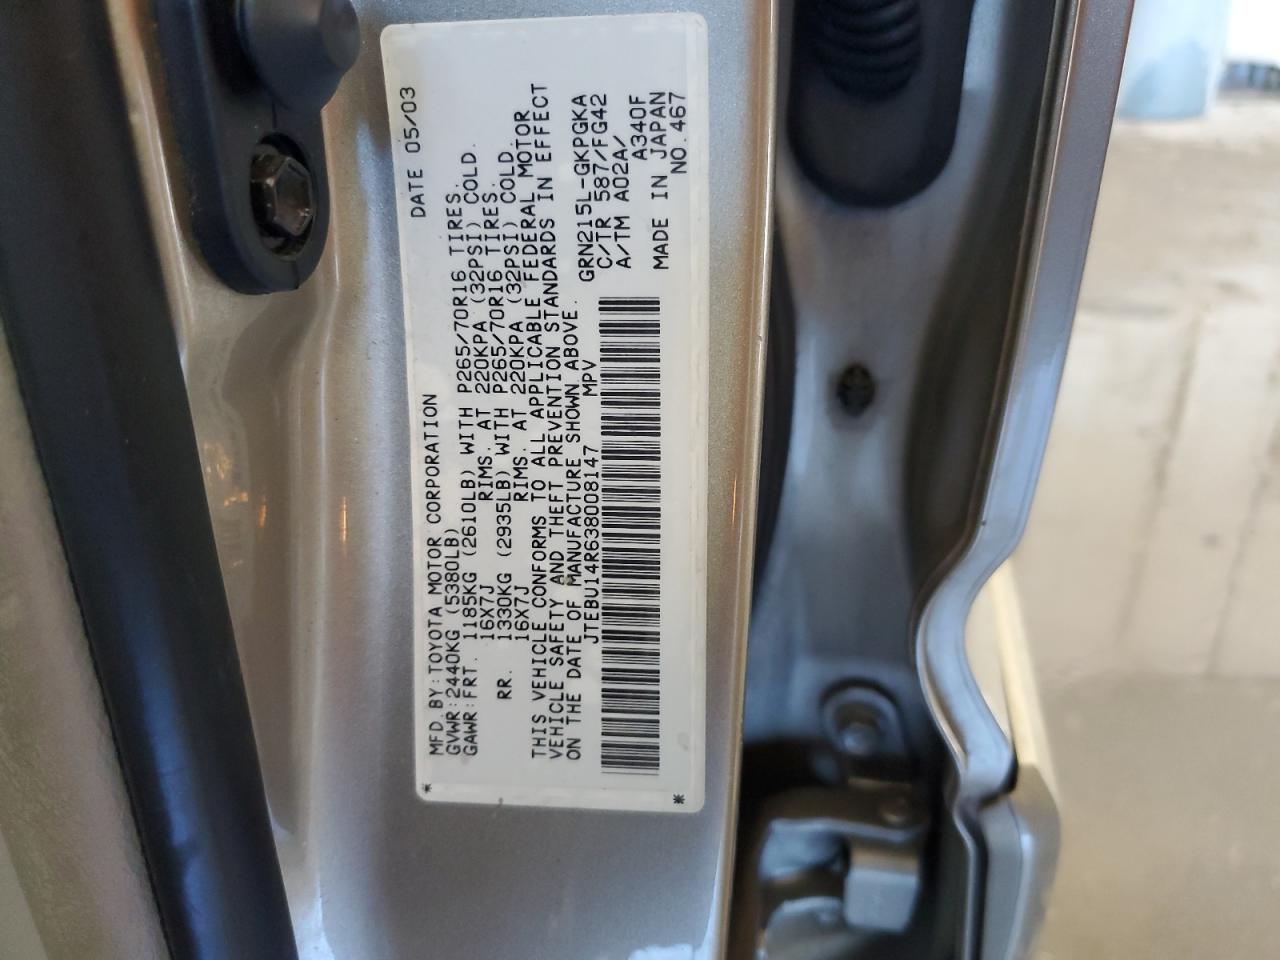 DATE 05/03
MFD.BY:TOYOTA MOTOR CORPORATION
GVWR:2440KG (5380LB)
GAWR:FRT. 1185KG (2610LB) WITH P265/70R16 TIRES.
16X7J RIMS. AT 220KPA (32PSI) COLD.
RR. 1330KG (2935LB) WITH P265/70R16 TIRES.
16X7J RIMS. AT 220KPA (32PSI) COLD.
THIS VEHICLE CONFORMS TO ALL APPLICABLE FEDERAL MOTOR
VEHICLE SAFETY AND THEFT PREVENTION STANDARDS IN EFFECT
ON THE DATE OF MANUFACTURE SHOWN ABOVE.
JTEBU14R638008147 MPV
GRN215L-GKPGKA
C/TR 587/FG42
A/TM A02A/
A340F
MADE IN JAPAN
NO.467
* *